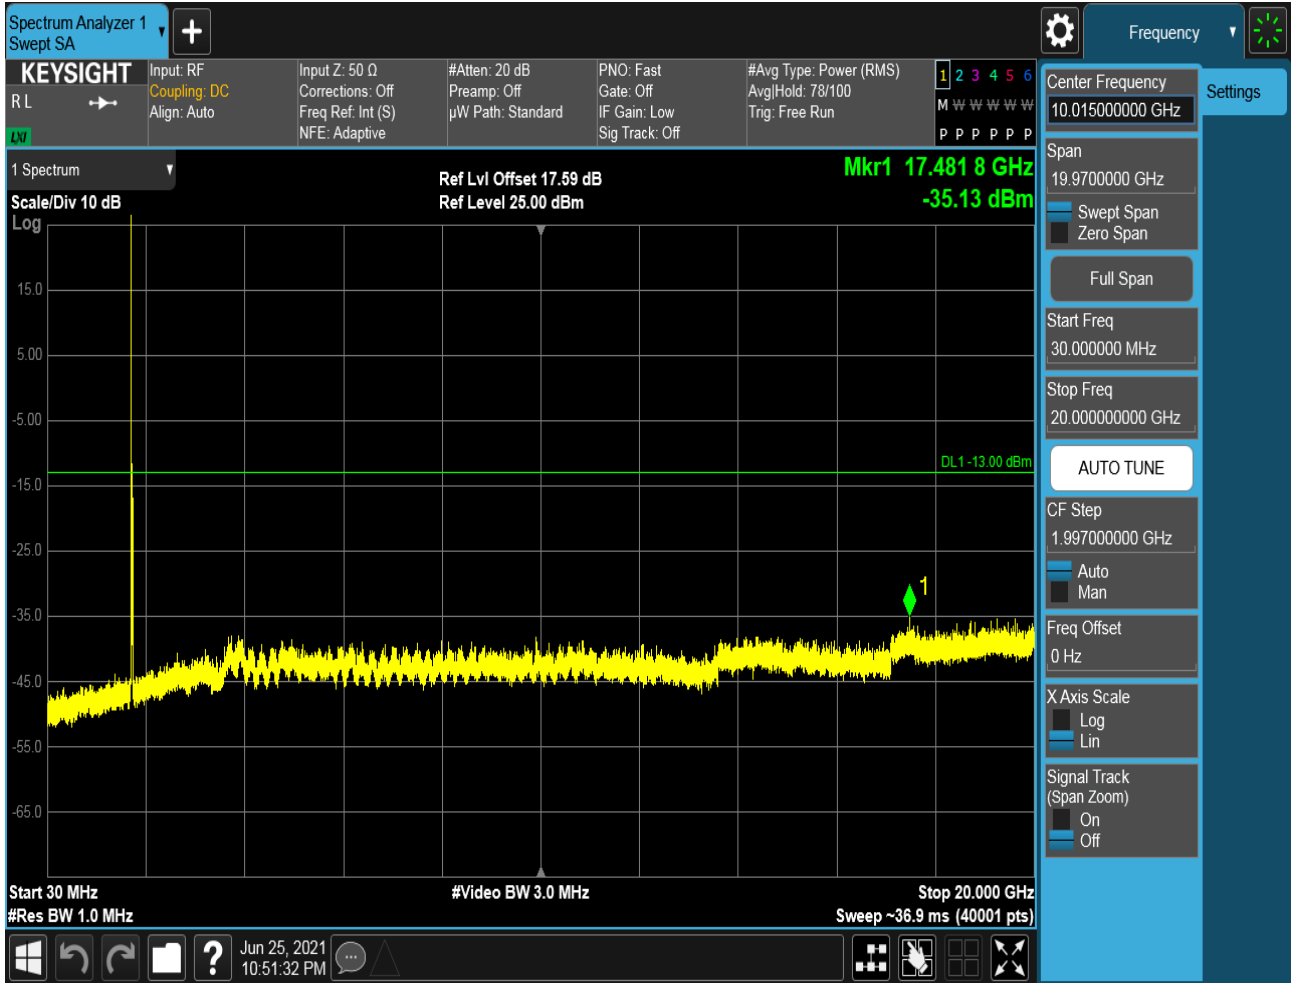 Spectrum Analyzer 1
Swept SA
+
Frequency
KEYSIGHT
R L
LXI
Input: RF
Coupling: DC
Align: Auto
Input Z: 50 Ω
Corrections: Off
Freq Ref: Int (S)
NFE: Adaptive
#Atten: 20 dB
Preamp: Off
µW Path: Standard
PNO: Fast
Gate: Off
IF Gain: Low
Sig Track: Off
#Avg Type: Power (RMS)
Avg|Hold: 78/100
Trig: Free Run
1 2 3 4 5 6
M W W W W W
P P P P P P
1 Spectrum
Scale/Div 10 dB
Log
Ref Lvl Offset 17.59 dB
Ref Level 25.00 dBm
Mkr1 17.481 8 GHz
-35.13 dBm
15.0
5.00
-5.00
-15.0
-25.0
-35.0
-45.0
-55.0
-65.0
DL1 -13.00 dBm
1
Start 30 MHz
#Res BW 1.0 MHz
#Video BW 3.0 MHz
Stop 20.000 GHz
Sweep ~36.9 ms (40001 pts)
Jun 25, 2021
10:51:32 PM
?
Center Frequency
10.015000000 GHz
Span
19.9700000 GHz
Swept Span
Zero Span
Full Span
Start Freq
30.000000 MHz
Stop Freq
20.000000000 GHz
AUTO TUNE
CF Step
1.997000000 GHz
Auto
Man
Freq Offset
0 Hz
X Axis Scale
Log
Lin
Signal Track
(Span Zoom)
On
Off
Settings